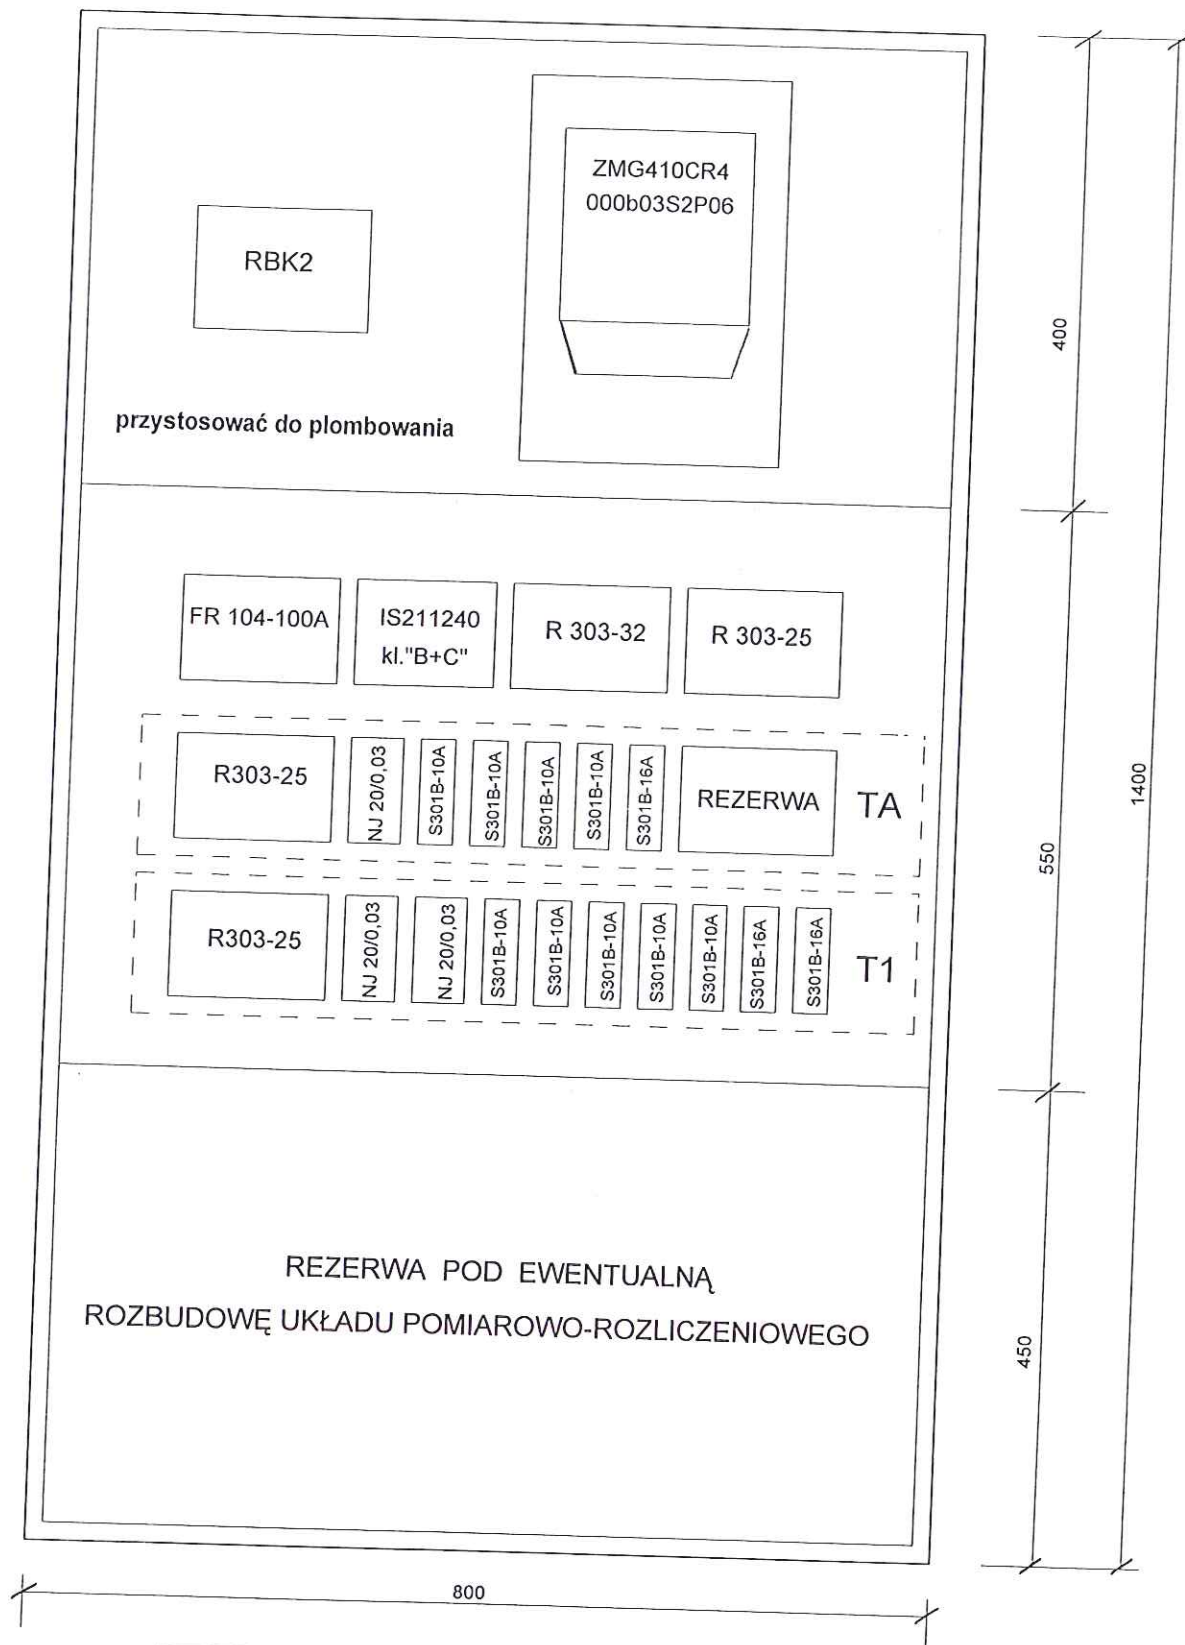 ZMG410CR4
000b03S2P06
RBK2
400
przystosować do plombowania
FR 104-100A
IS211240
kl."B+C"
R 303-32
R 303-25
R303-25
NJ 20/0,03
S301B-10A
S301B-10A
S301B-10A
S301B-10A
S301B-16A
REZERWA
TA
1400
550
R303-25
NJ 20/0,03
NJ 20/0,03
S301B-10A
S301B-10A
S301B-10A
S301B-10A
S301B-10A
S301B-16A
S301B-16A
T1
REZERWA POD EWENTUALNĄ
ROZBUDOWĘ UKŁADU POMIAROWO-ROZLICZENIOWEGO
450
800